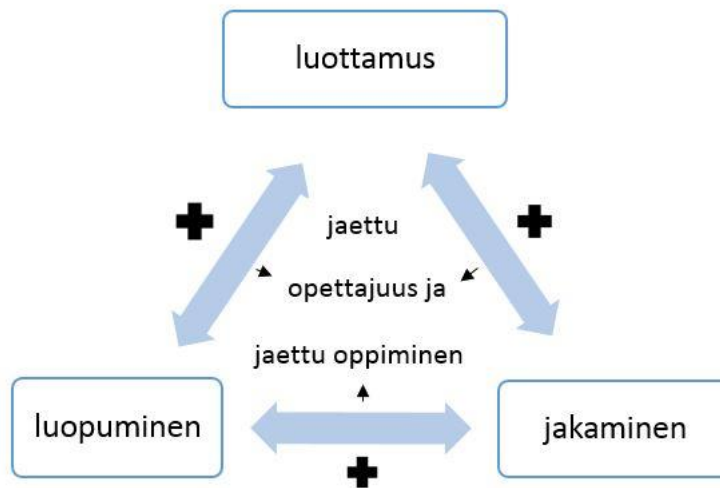 luottamus
jaettu
opettajuus ja
jaettu oppiminen
luopuminen
jakaminen